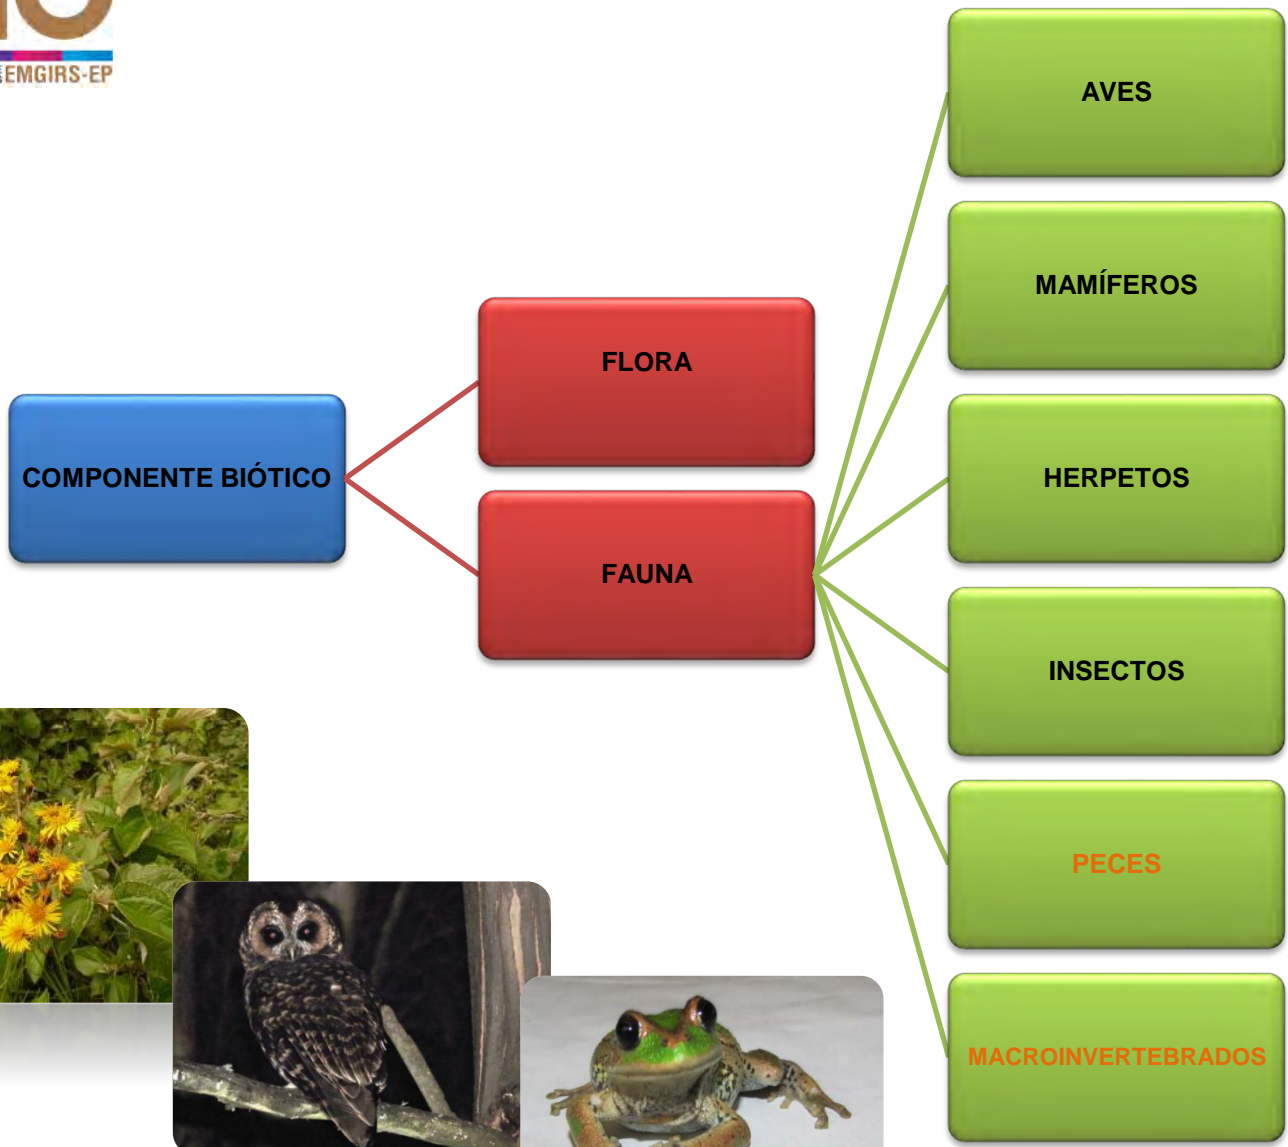 EMGIRS-EP
AVES
MAMÍFEROS
FLORA
HERPETOS
COMPONENTE BIÓTICO
FAUNA
INSECTOS
PECES
MACROINVERTEBRADOS